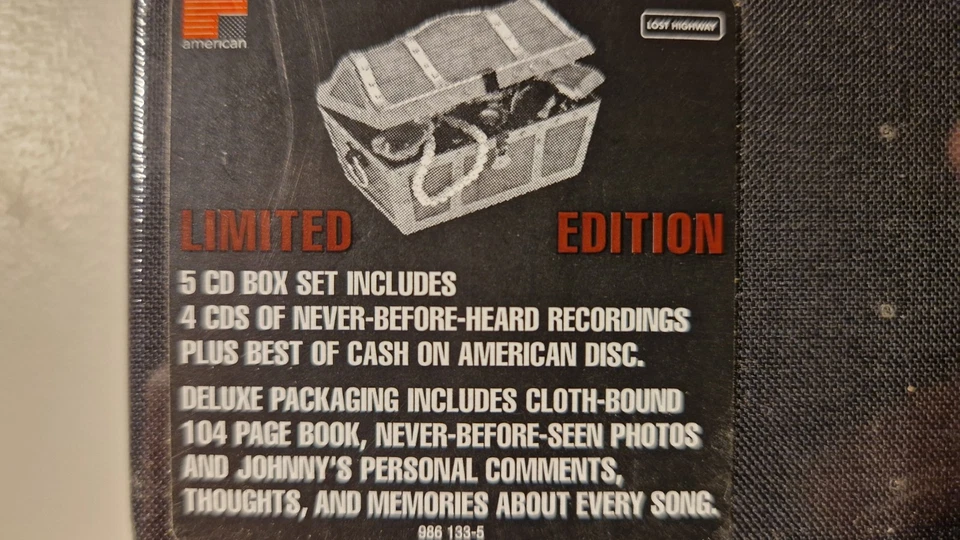 american
LOST HIGHWAY
LIMITED EDITION
5 CD BOX SET INCLUDES
4 CDS OF NEVER-BEFORE-HEARD RECORDINGS
PLUS BEST OF CASH ON AMERICAN DISC.
DELUXE PACKAGING INCLUDES CLOTH-BOUND
104 PAGE BOOK, NEVER-BEFORE-SEEN PHOTOS
AND JOHNNY'S PERSONAL COMMENTS,
THOUGHTS, AND MEMORIES ABOUT EVERY SONG.
986 133-5